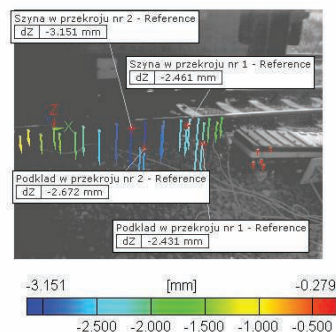 Szyna w przekroju nr 2 - Reference
dZ -3.151 mm
Szyna w przekroju nr 1 - Reference
dZ -2.461 mm
Z
X
Podklad w przekroju nr 2 - Reference
dZ -2.672 mm
Podklad w przekroju nr 1 - Reference
dZ -2.431 mm
-3.151 [mm] -0.279
-2.500 -2.000 -1.500 -1.000 -0.500